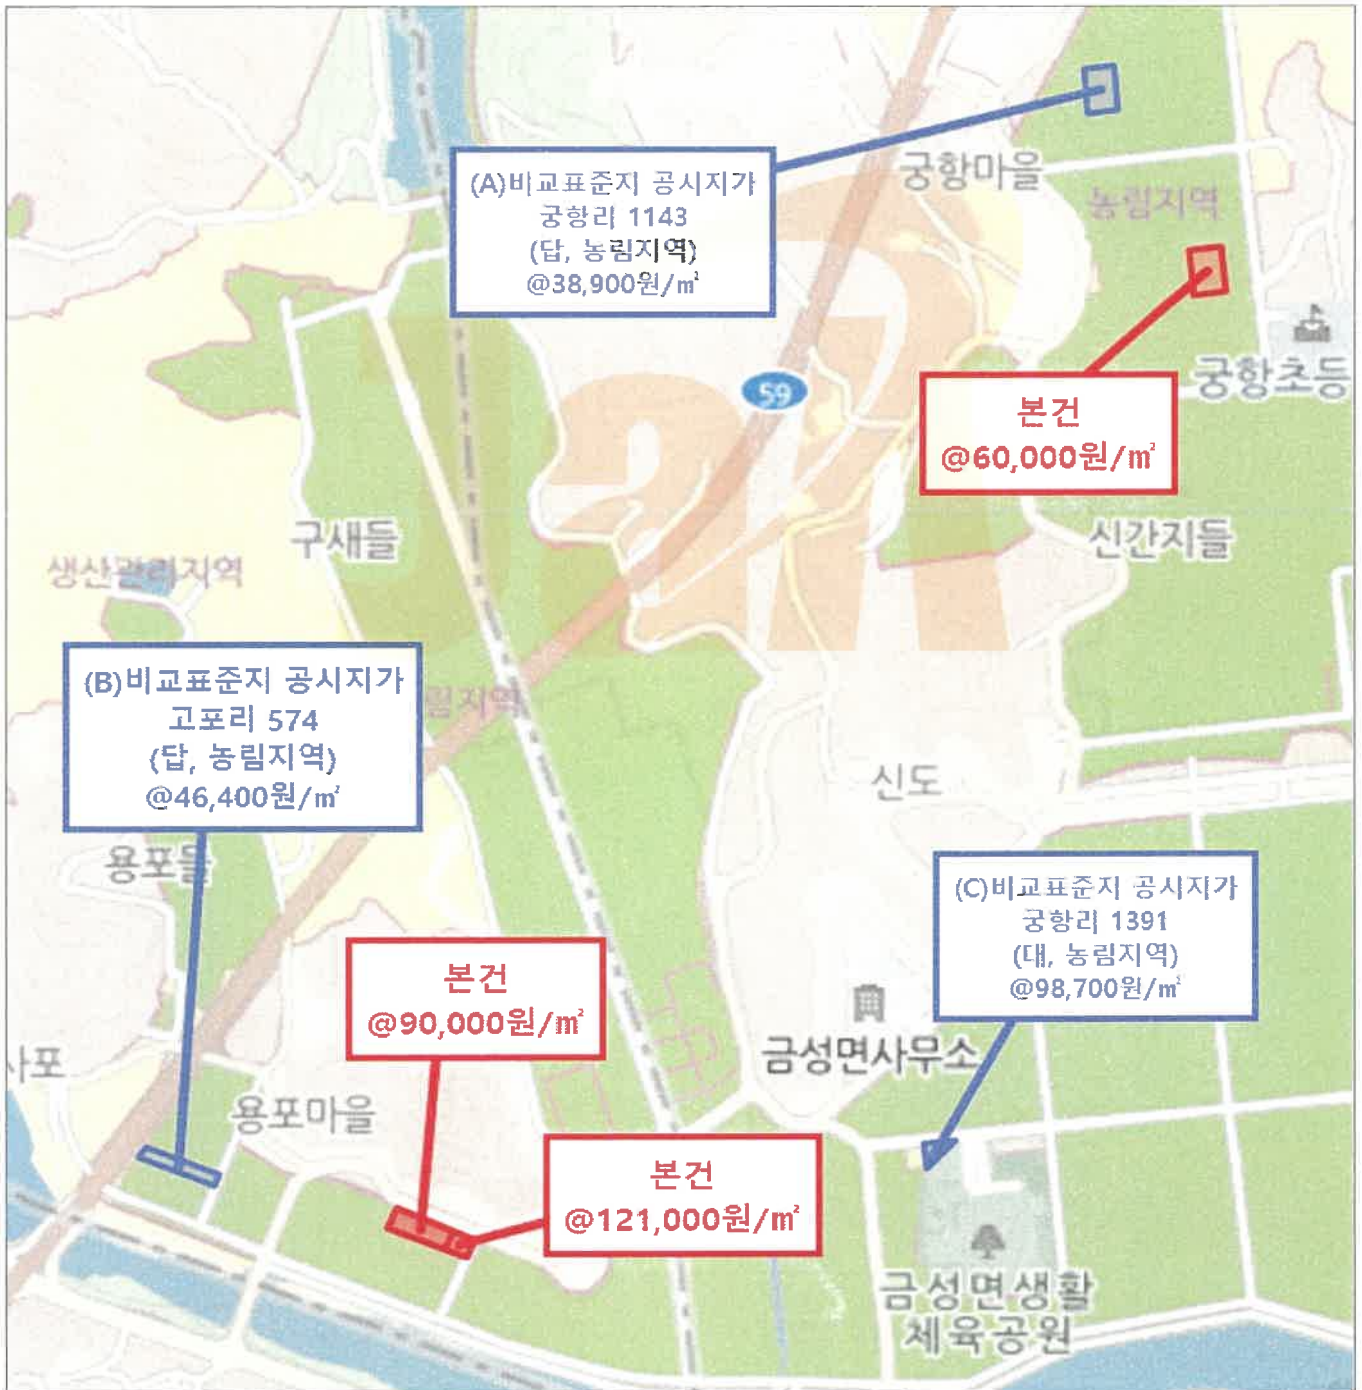 (A)비교표준지 공시지가
궁항리 1143
(답, 농림지역)
@38,900원/㎡
궁항마을
농림지역
59
본건
@60,000원/㎡
궁항초등
구새들
신간지들
생산관리지역
(B)비교표준지 공시지가
고포리 574
(답, 농림지역)
@46,400원/㎡
림지역
신도
용포들
(C)비교표준지 공시지가
궁항리 1391
(대, 농림지역)
@98,700원/㎡
본건
@90,000원/㎡
금성면사무소
사포
용포마을
본건
@121,000원/㎡
금성면생활
체육공원